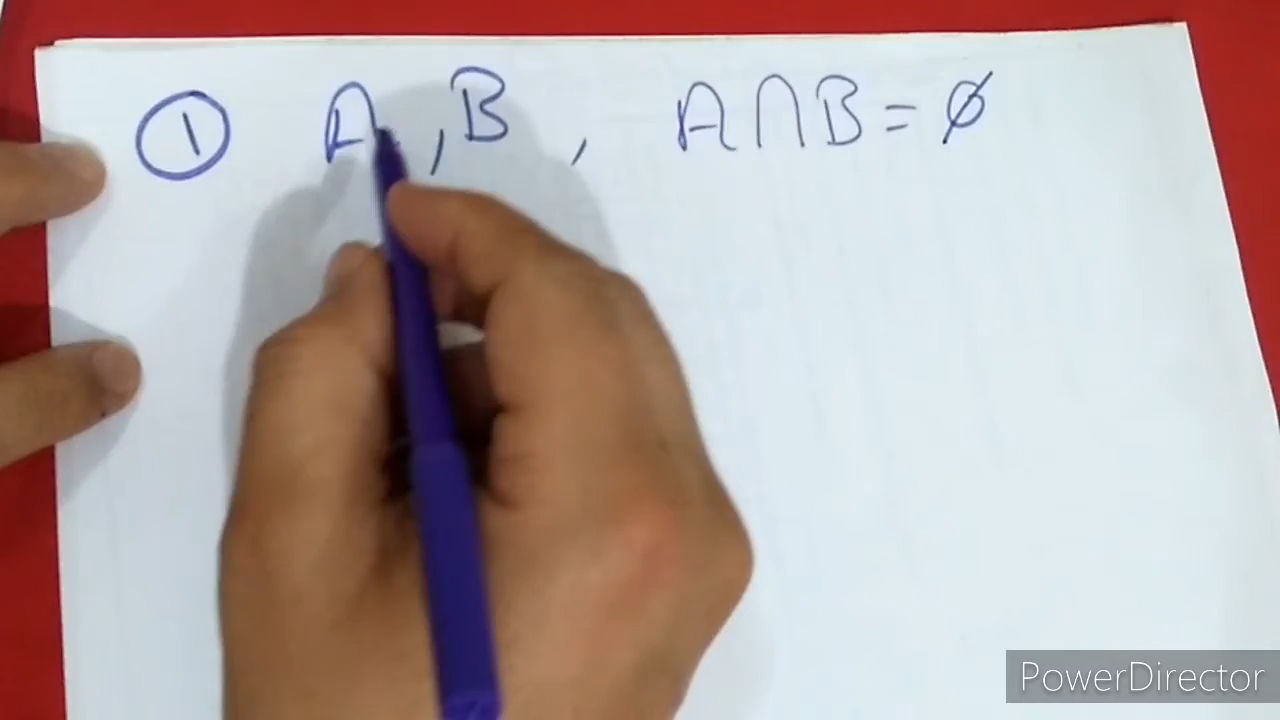 ① A , B , A∩B = ∅
PowerDirector